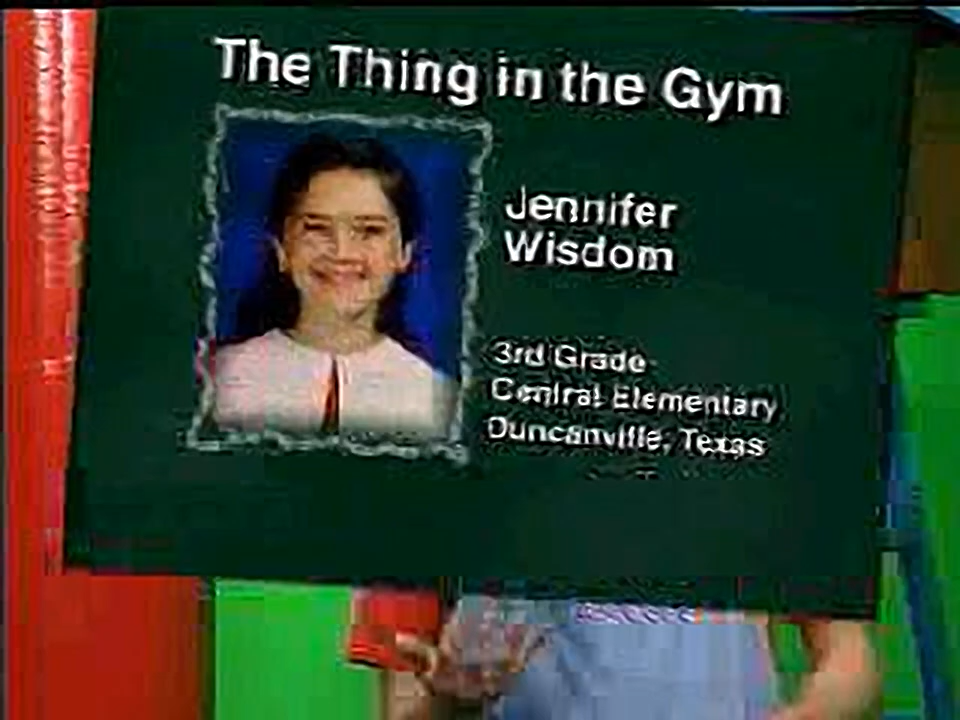 The Thing in the Gym
Jennifer
Wisdom
3rd Grade
Central Elementary
Duncanville, Texas